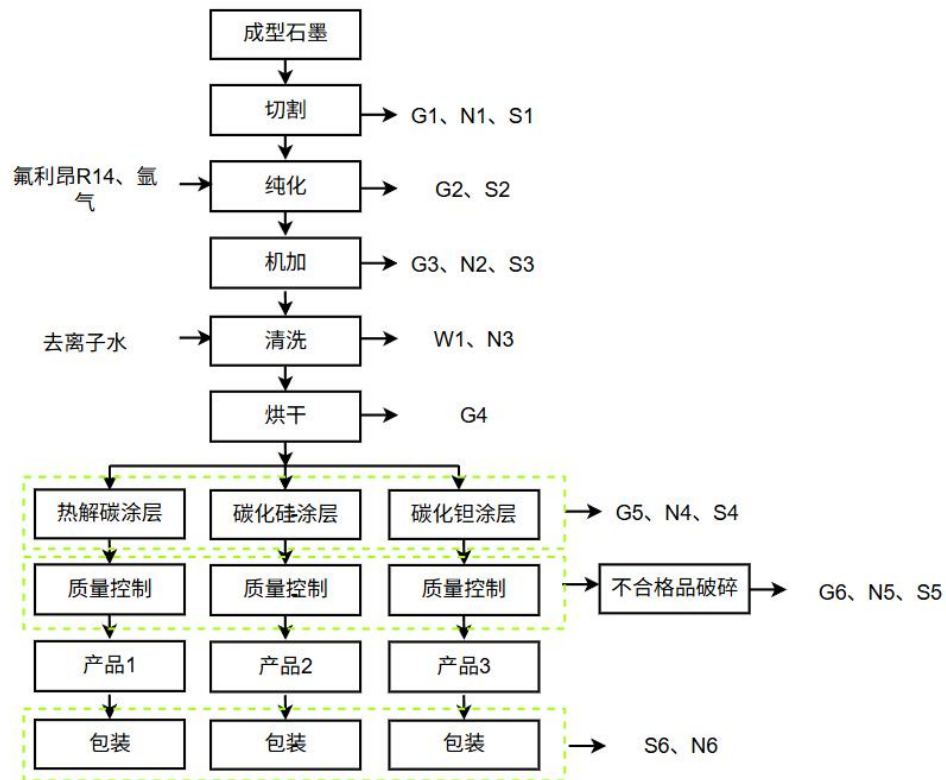 成型石墨
切割
G1、N1、S1
氟利昂R14、氩
气
纯化
G2、S2
机加
G3、N2、S3
去离子水
清洗
W1、N3
烘干
G4
热解碳涂层
碳化硅涂层
碳化钽涂层
G5、N4、S4
质量控制
质量控制
质量控制
不合格品破碎
G6、N5、S5
产品1
产品2
产品3
包装
包装
包装
S6、N6